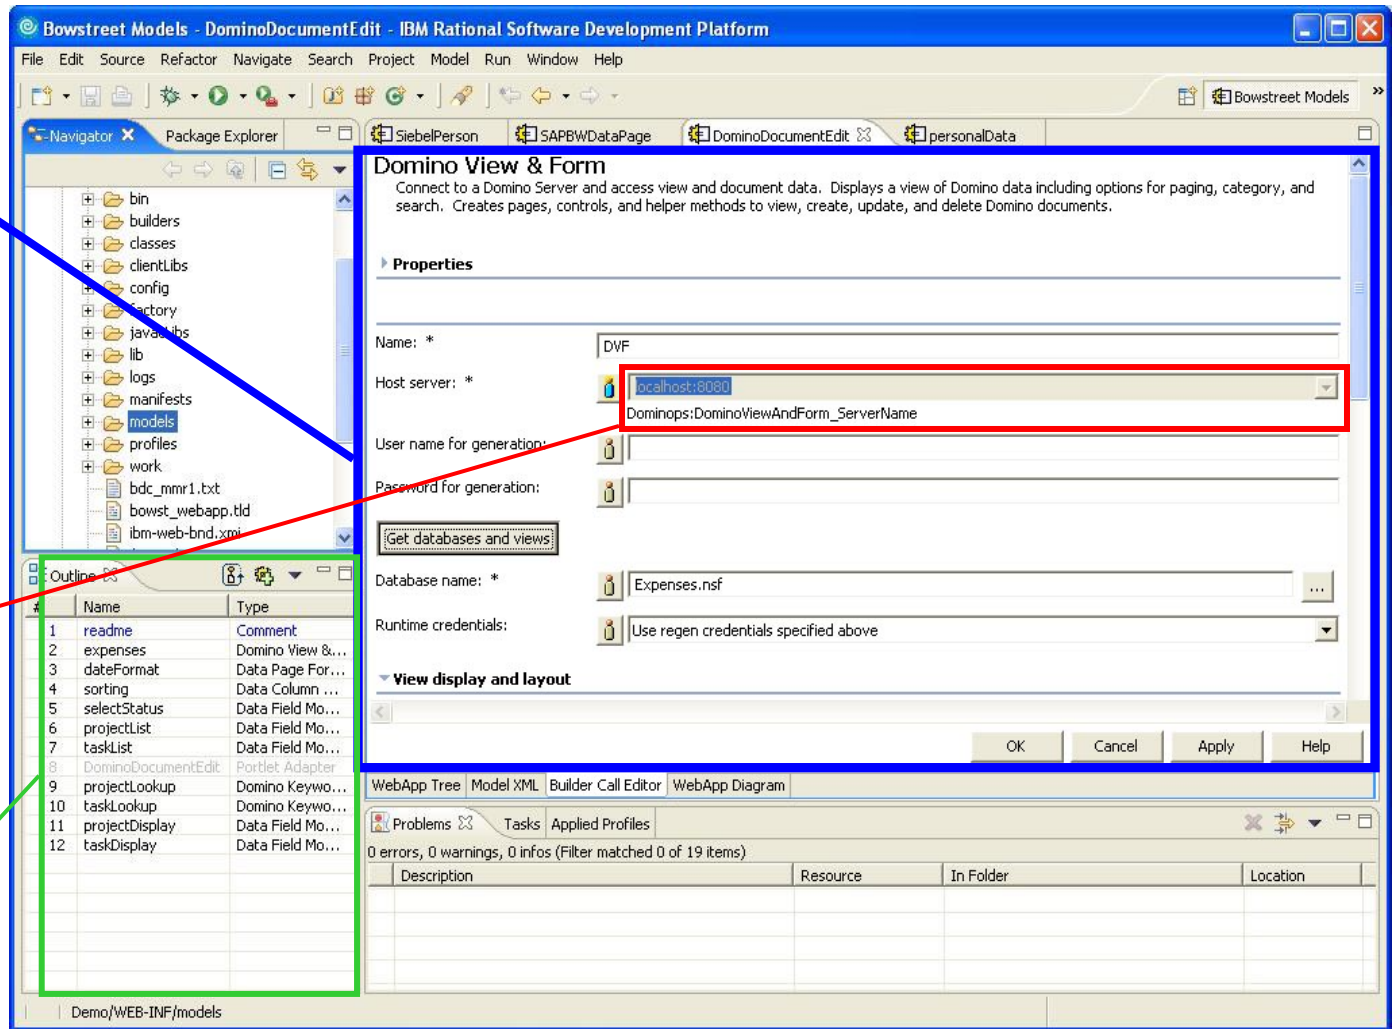 Bowstreet Models - DominoDocumentEdit - IBM Rational Software Development Platform
File Edit Source Refactor Navigate Search Project Model Run Window Help
Bowstreet Models
Navigator Package Explorer
SiebelPerson SAPBWDataPage DominoDocumentEdit personalData
bin
builders
classes
clientLibs
config
factory
lib
logs
manifests
models
profiles
work
bdc_mmr1.txt
bowst_webapp.tld
ibm-web-bnd.xmi
Domino View & Form
Connect to a Domino Server and access view and document data. Displays a view of Domino data including options for paging, category, and
search. Creates pages, controls, and helper methods to view, create, update, and delete Domino documents.
Properties
Name: * DVF
Host server: * localhost:8080
Dominops:DominoViewAndForm_ServerName
User name for generation:
Password for generation:
Get databases and views
Database name: * Expenses.nsf ...
Runtime credentials: Use regen credentials specified above
View display and layout
OK Cancel Apply Help
WebApp Tree Model XML Builder Call Editor WebApp Diagram
Outline
# Name Type
1 readme Comment
2 expenses Domino View &...
3 dateFormat Data Page For...
4 sorting Data Column ...
5 selectStatus Data Field Mo...
6 projectList Data Field Mo...
7 taskList Data Field Mo...
8 DominoDocumentEdit Portlet Adapter
9 projectLookup Domino Keywo...
10 taskLookup Domino Keywo...
11 projectDisplay Data Field Mo...
12 taskDisplay Data Field Mo...
Problems Tasks Applied Profiles
0 errors, 0 warnings, 0 infos (Filter matched 0 of 19 items)
Description Resource In Folder Location
Demo/WEB-INF/models